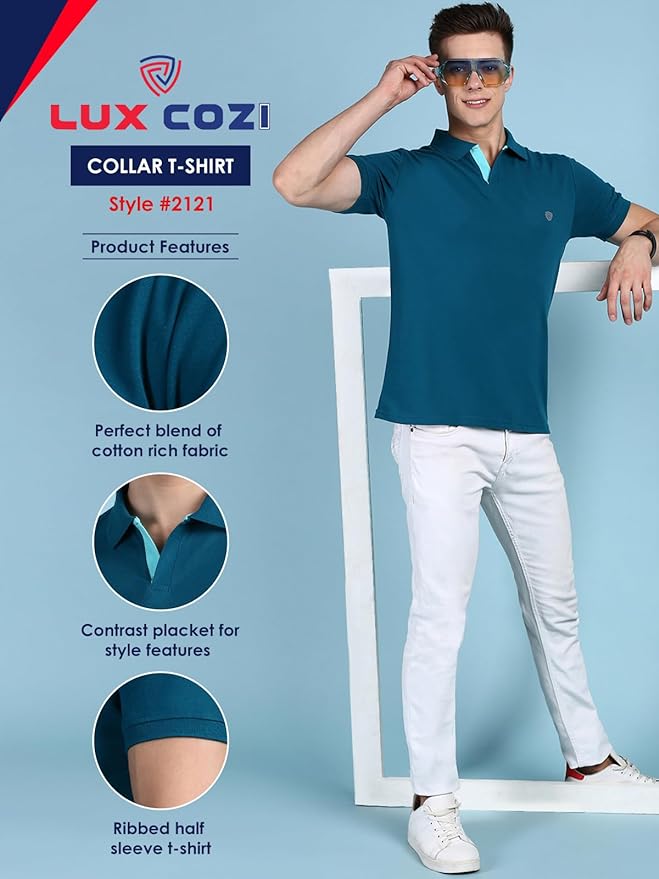 LUX COZI
COLLAR T-SHIRT
Style #2121
Product Features
Perfect blend of
cotton rich fabric
Contrast placket for
style features
Ribbed half
sleeve t-shirt